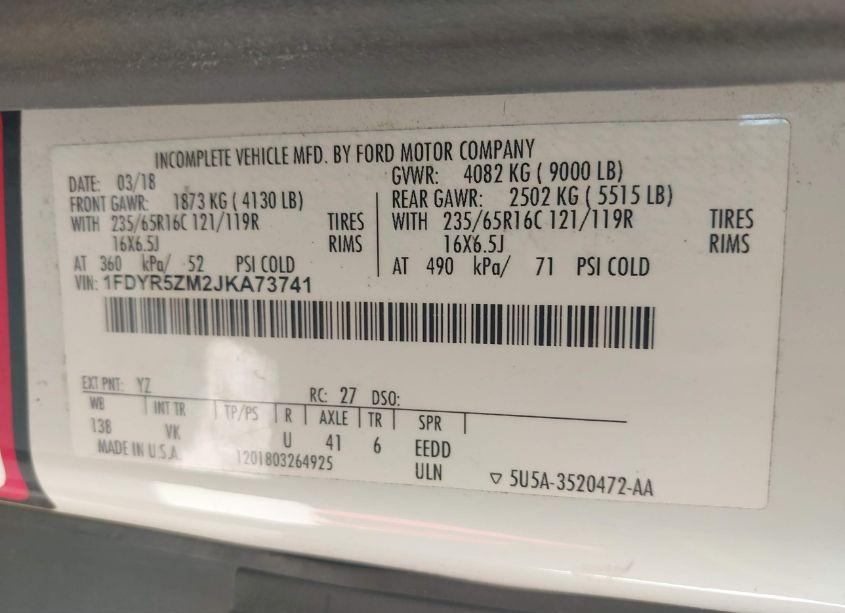 INCOMPLETE VEHICLE MFD. BY FORD MOTOR COMPANY
DATE: 03/18 GVWR: 4082 KG ( 9000 LB)
FRONT GAWR: 1873 KG ( 4130 LB) REAR GAWR: 2502 KG ( 5515 LB)
WITH 235/65R16C 121/119R TIRES WITH 235/65R16C 121/119R TIRES
16X6.5J RIMS 16X6.5J RIMS
AT 360 kPa/ 52 PSI COLD AT 490 kPa/ 71 PSI COLD
VIN: 1FDYR5ZM2JKA73741
EXT PNT: YZ RC: 27 DSO:
WB INT TR TP/PS R AXLE TR SPR
138 VK U 41 6 EEDD
MADE IN U.S.A. 1201803264925 ULN ▽ 5U5A-3520472-AA